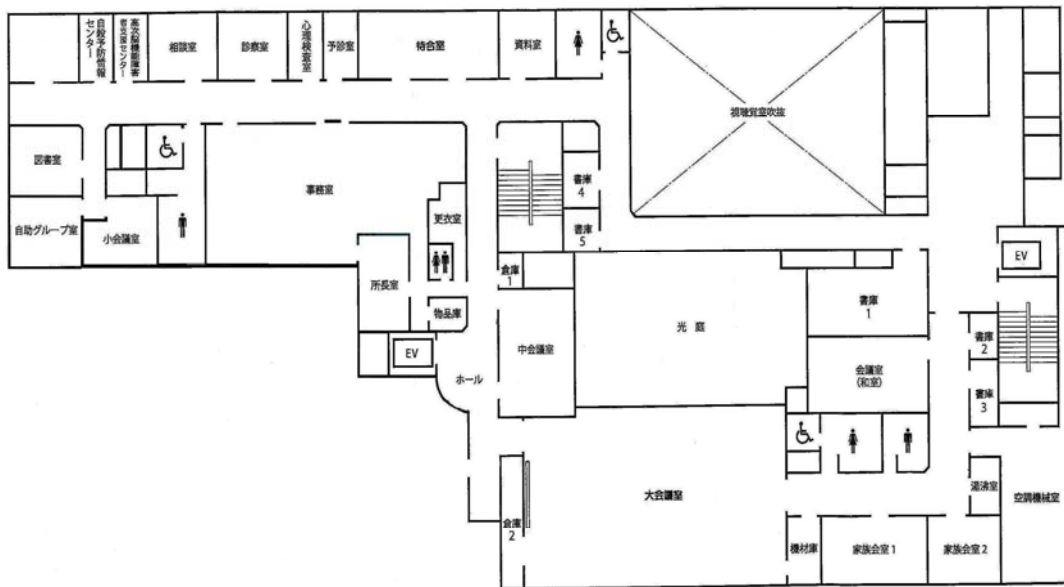 自殺予防情報
センター
高次脳機能障害
者支援センター
相談室
診察室
心理検査室
予診室
待合室
資料室
視聴覚室吹抜
図書室
事務室
書庫
4
自助グループ室
小会議室
更衣室
書庫
5
倉庫
1
EV
所長室
物品庫
書庫
1
光 庭
EV
中会議室
ホール
会議室
(和室)
書庫
2
書庫
3
大会議室
倉庫
2
湯沸室
空調機械室
機材庫
家族会室1
家族会室2